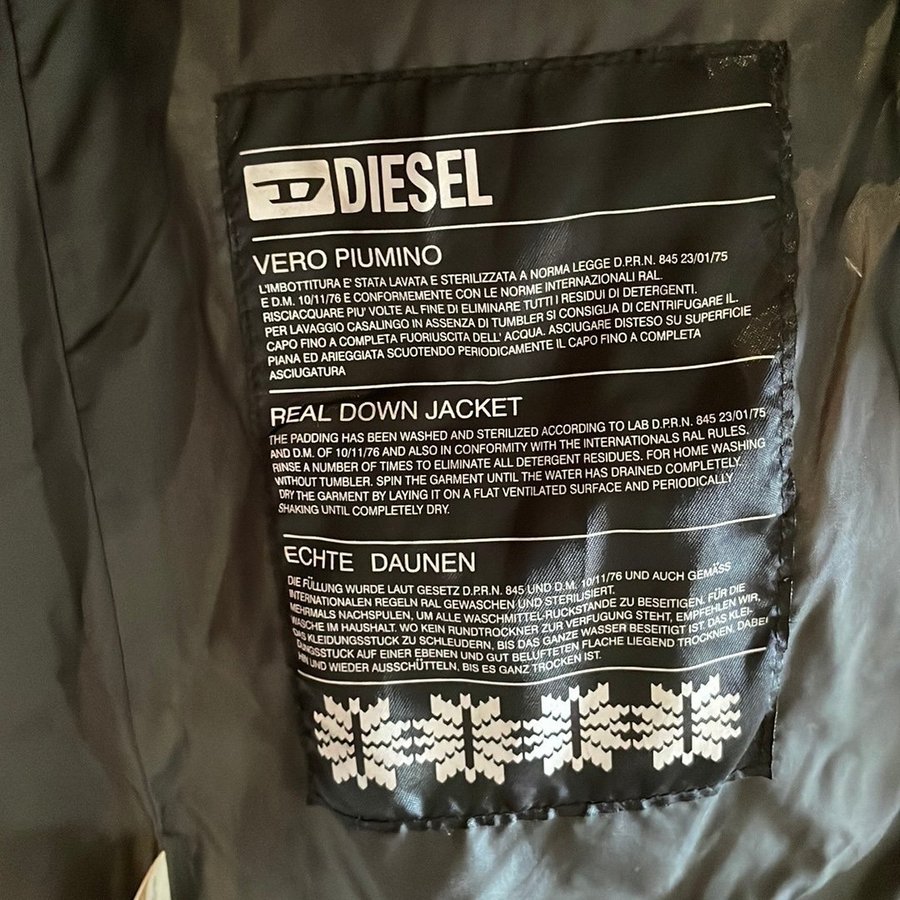 D DIESEL
VERO PIUMINO
L'IMBOTTITURA E' STATA LAVATA E STERILIZZATA A NORMA LEGGE D.P.R.N. 845 23/01/75
E D.M. 10/11/76 E CONFORMEMENTE CON LE NORME INTERNAZIONALI RAL.
RISCIACQUARE PIU' VOLTE AL FINE DI ELIMINARE TUTTI I RESIDUI DI DETERGENTI.
PER LAVAGGIO CASALINGO IN ASSENZA DI TUMBLER SI CONSIGLIA DI CENTRIFUGARE IL
CAPO FINO A COMPLETA FUORIUSCITA DELL' ACQUA. ASCIUGARE DISTESO SU SUPERFICIE
PIANA ED ARIEGGIATA SCUOTENDO PERIODICAMENTE IL CAPO FINO A COMPLETA
ASCIUGATURA
REAL DOWN JACKET
THE PADDING HAS BEEN WASHED AND STERILIZED ACCORDING TO LAB D.P.R.N. 845 23/01/75
AND D.M. OF 10/11/76 AND ALSO IN CONFORMITY WITH THE INTERNATIONALS RAL RULES.
RINSE A NUMBER OF TIMES TO ELIMINATE ALL DETERGENT RESIDUES. FOR HOME WASHING
WITHOUT TUMBLER. SPIN THE GARMENT UNTIL THE WATER HAS DRAINED COMPLETELY.
DRY THE GARMENT BY LAYING IT ON A FLAT VENTILATED SURFACE AND PERIODICALLY
SHAKING UNTIL COMPLETELY DRY.
ECHTE DAUNEN
DIE FÜLLUNG WURDE LAUT GESETZ D.P.R.N. 845 UND D.M. 10/11/76 UND AUCH GEMÄSS
INTERNATIONALEN REGELN RAL GEWASCHEN UND STERILISIERT.
MEHRMALS NACHSPULEN, UM ALLE WASCHMITTEL-RÜCKSTANDE ZU BESEITIGEN. FÜR DIE
WASCHE IM HAUSHALT. WO KEIN RUNDTROCKNER ZUR VERFUGUNG STEHT, EMPFEHLEN WIR,
DAS KLEIDUNGSSTUCK ZU SCHLEUDERN, BIS DAS GANZE WASSER BESEITIGT IST. DAS KLEI-
DUNGSSTUCK AUF EINER EBENEN UND GUT BELUFTETEN FLACHE LIEGEND TROCKNEN. DABEI
HIN UND WIEDER AUSSCHÜTTELN, BIS ES GANZ TROCKEN IST.